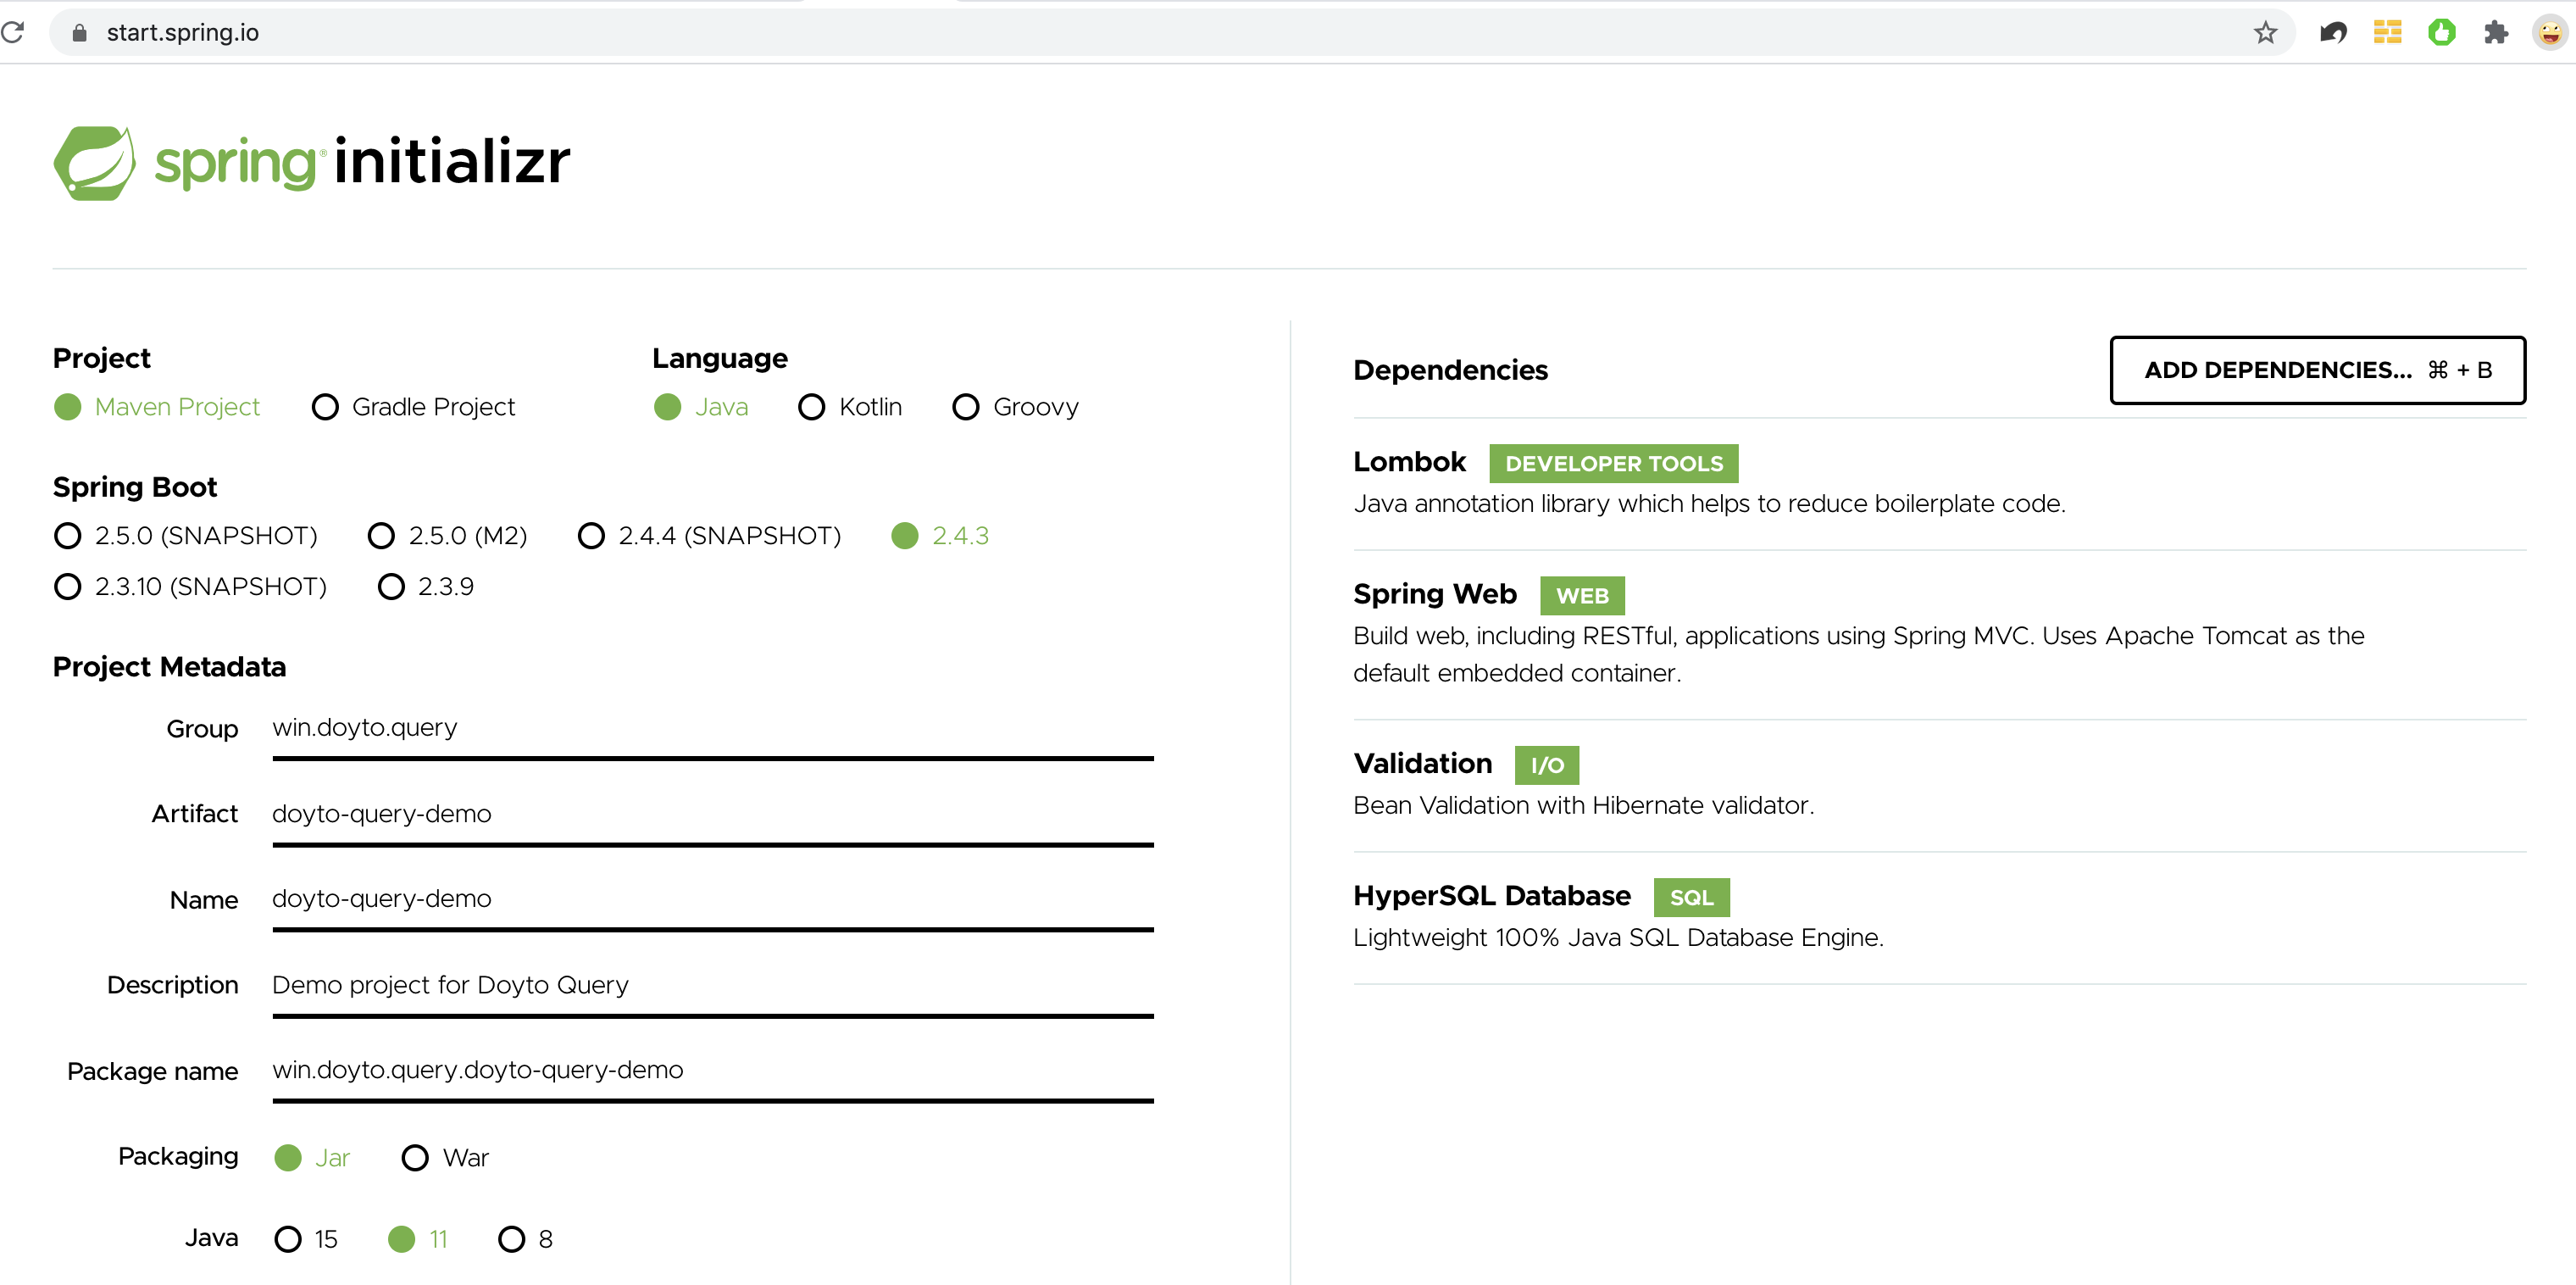 start.spring.io
spring® initializr
Project
Maven Project Gradle Project
Language
Java Kotlin Groovy
Spring Boot
2.5.0 (SNAPSHOT) 2.5.0 (M2) 2.4.4 (SNAPSHOT) 2.4.3
2.3.10 (SNAPSHOT) 2.3.9
Project Metadata
Group win.doyto.query
Artifact doyto-query-demo
Name doyto-query-demo
Description Demo project for Doyto Query
Package name win.doyto.query.doyto-query-demo
Packaging Jar War
Java 15 11 8
Dependencies ADD DEPENDENCIES... ⌘ + B
Lombok DEVELOPER TOOLS
Java annotation library which helps to reduce boilerplate code.
Spring Web WEB
Build web, including RESTful, applications using Spring MVC. Uses Apache Tomcat as the
default embedded container.
Validation I/O
Bean Validation with Hibernate validator.
HyperSQL Database SQL
Lightweight 100% Java SQL Database Engine.